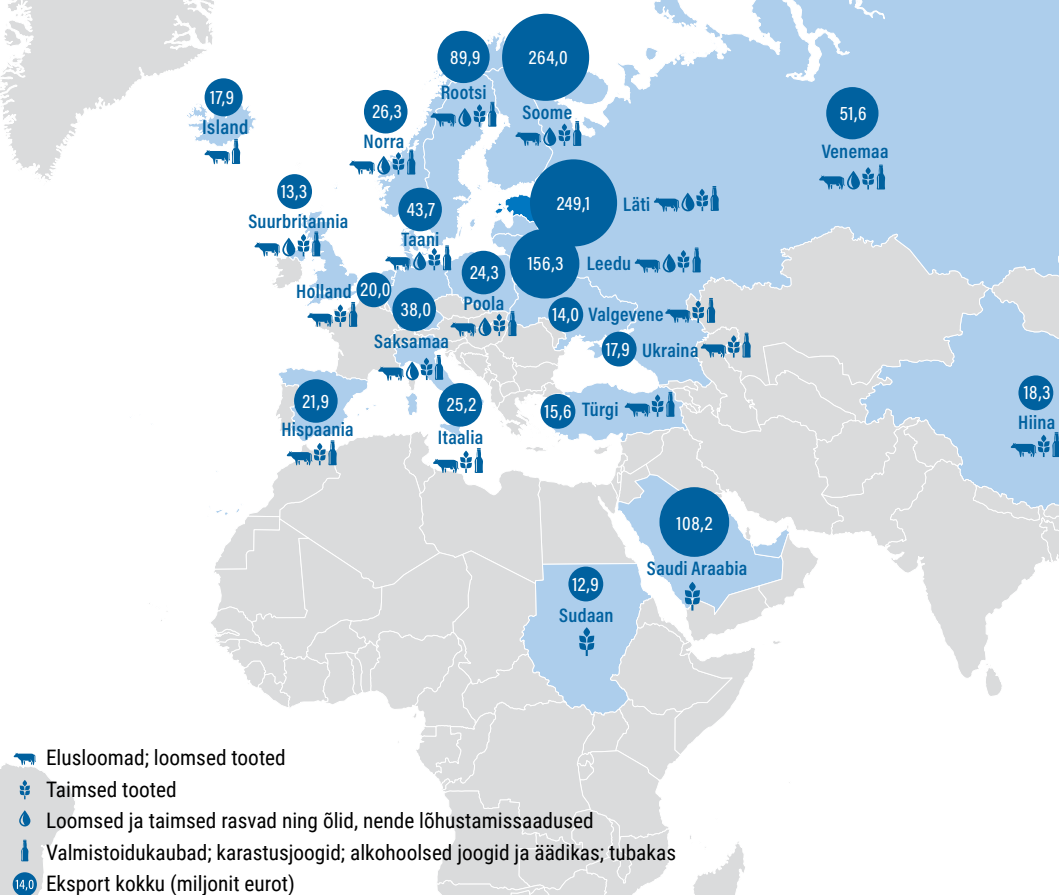 89,9
Rootsi
264,0
Soome
17,9
Island
26,3
Norra
51,6
Venemaa
13,3
Suurbritannia
43,7
Taani
249,1 Läti
156,3 Leedu
24,3
Poola
Holland 20,0
38,0
Saksamaa
14,0 Valgevene
17,9 Ukraina
21,9
Hispaania
25,2
Itaalia
15,6 Türgi
18,3
Hiina
108,2
Saudi Araabia
12,9
Sudaan
Elusloomad; loomsed tooted
Taimsed tooted
Loomsed ja taimsed rasvad ning õlid, nende lõhustamissaadused
Valmistoidukaubad; karastusjoogid; alkohoolsed joogid ja äädikas; tubakas
14,0 Eksport kokku (miljonit eurot)